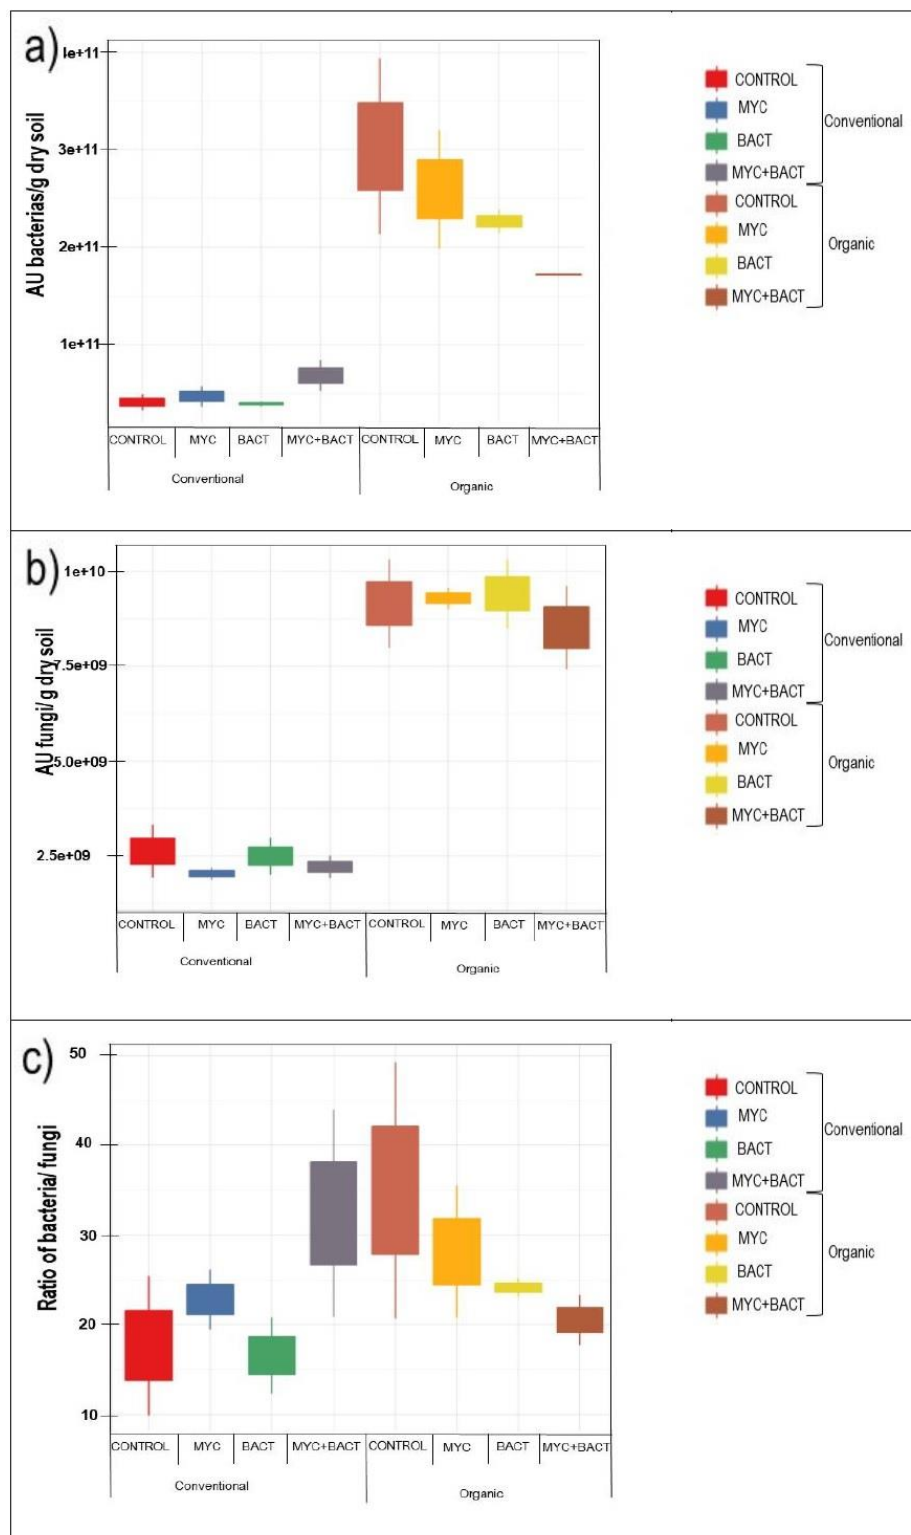 a)
AU bacterias/g dry soil
4e+11
3e+11
2e+11
1e+11
CONTROL MYC BACT MYC+BACT CONTROL MYC BACT MYC+BACT
Conventional Organic
CONTROL
MYC
BACT
MYC+BACT
Conventional
CONTROL
MYC
BACT
MYC+BACT
Organic
b)
AU fungi/g dry soil
1e+10
7.5e+09
5.0e+09
2.5e+09
CONTROL MYC BACT MYC+BACT CONTROL MYC BACT MYC+BACT
Conventional Organic
CONTROL
MYC
BACT
MYC+BACT
Conventional
CONTROL
MYC
BACT
MYC+BACT
Organic
c)
Ratio of bacteria/ fungi
50
40
30
20
10
CONTROL MYC BACT MYC+BACT CONTROL MYC BACT MYC+BACT
Conventional Organic
CONTROL
MYC
BACT
MYC+BACT
Conventional
CONTROL
MYC
BACT
MYC+BACT
Organic